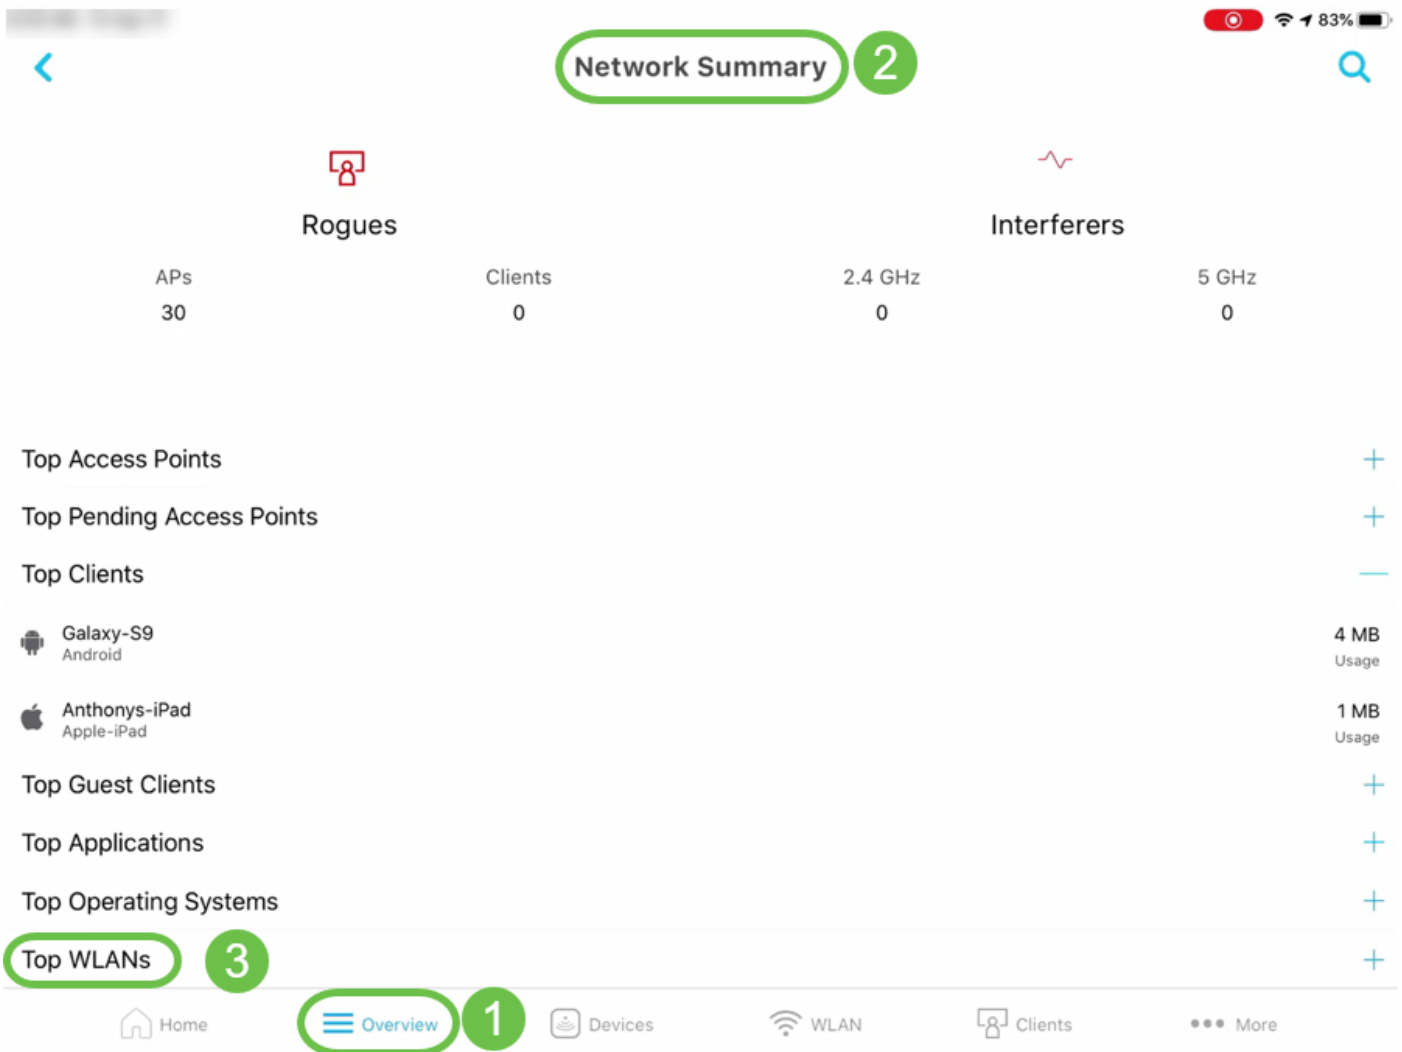 83%
Network Summary 2
Rogues Interferers
APs Clients 2.4 GHz 5 GHz
30 0 0 0
Top Access Points
Top Pending Access Points
Top Clients
Galaxy-S9 4 MB
Android Usage
Anthonys-iPad 1 MB
Apple-iPad Usage
Top Guest Clients
Top Applications
Top Operating Systems
Top WLANs 3
Home Overview 1 Devices WLAN Clients More